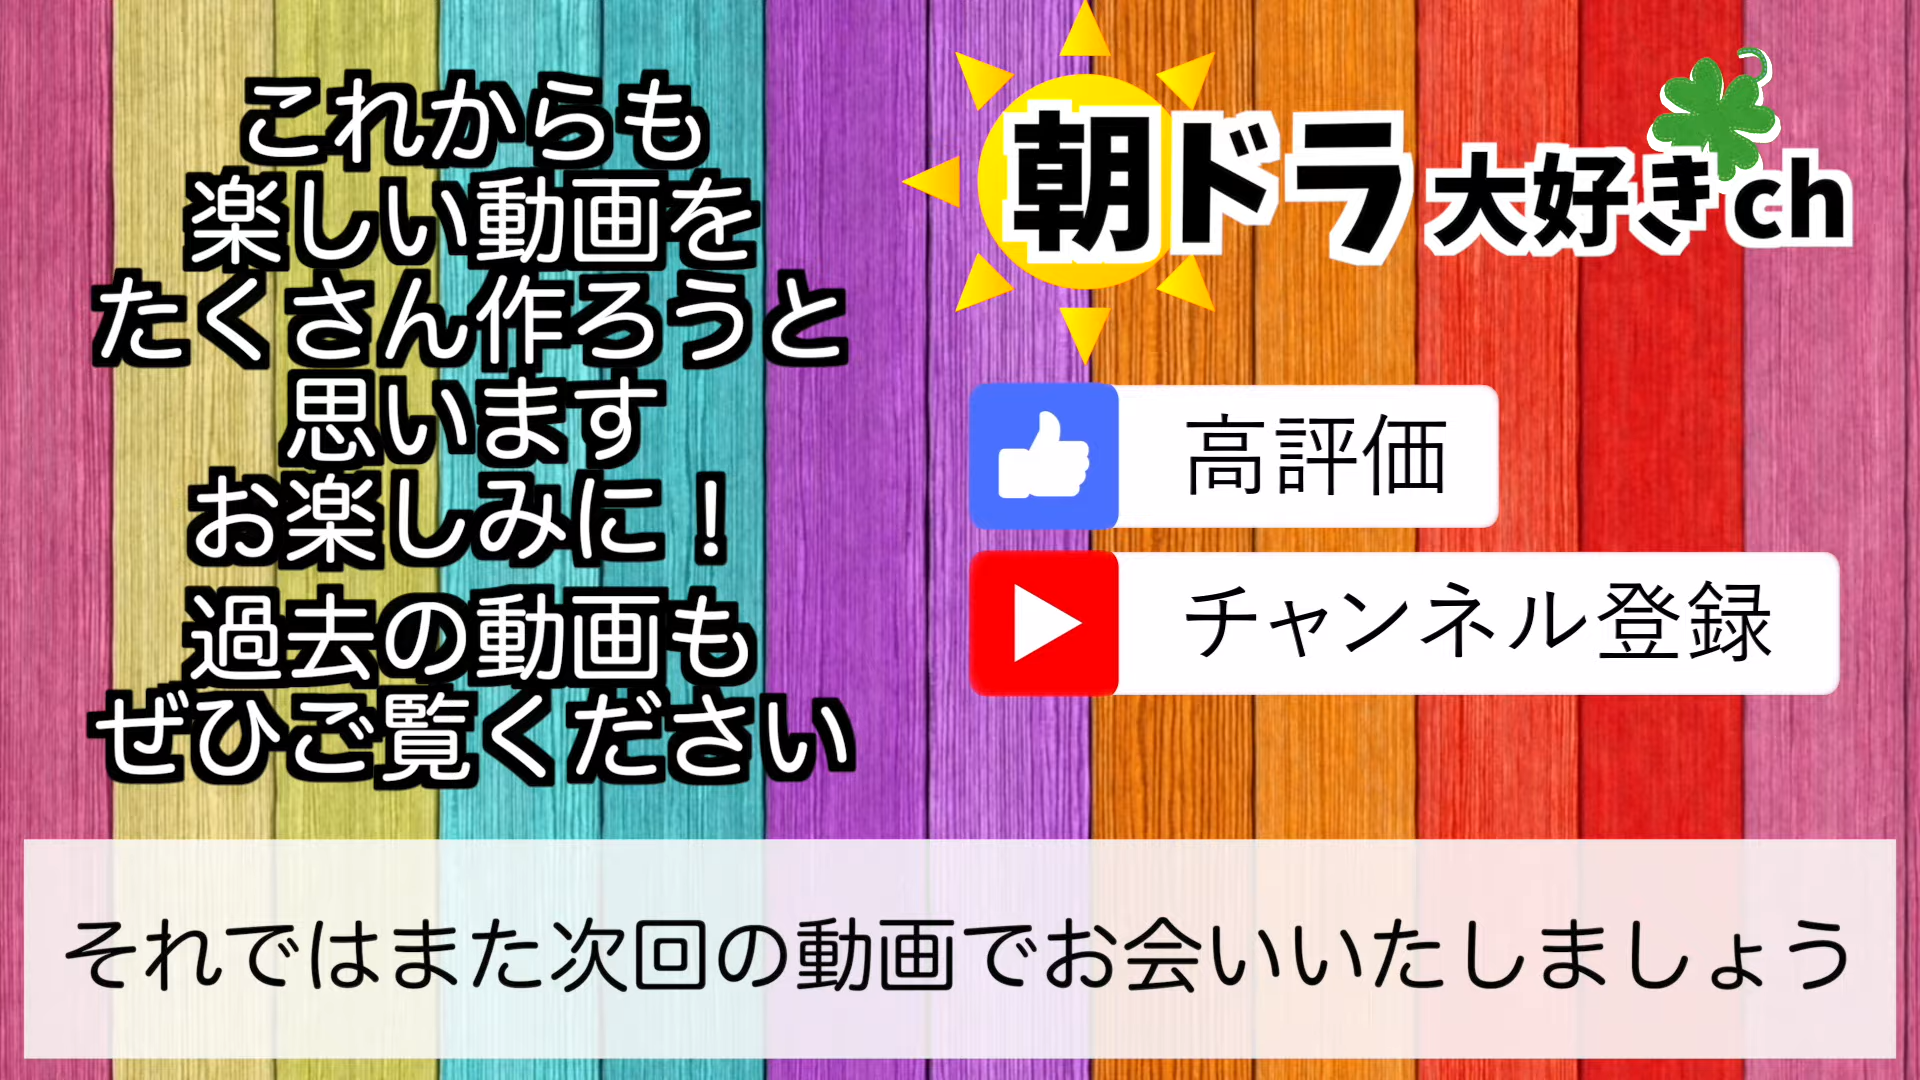 これからも
楽しい動画を
たくさん作ろうと
思います
お楽しみに！
過去の動画も
ぜひご覧ください
朝ドラ大好きch
高評価
チャンネル登録
それではまた次回の動画でお会いいたしましょう